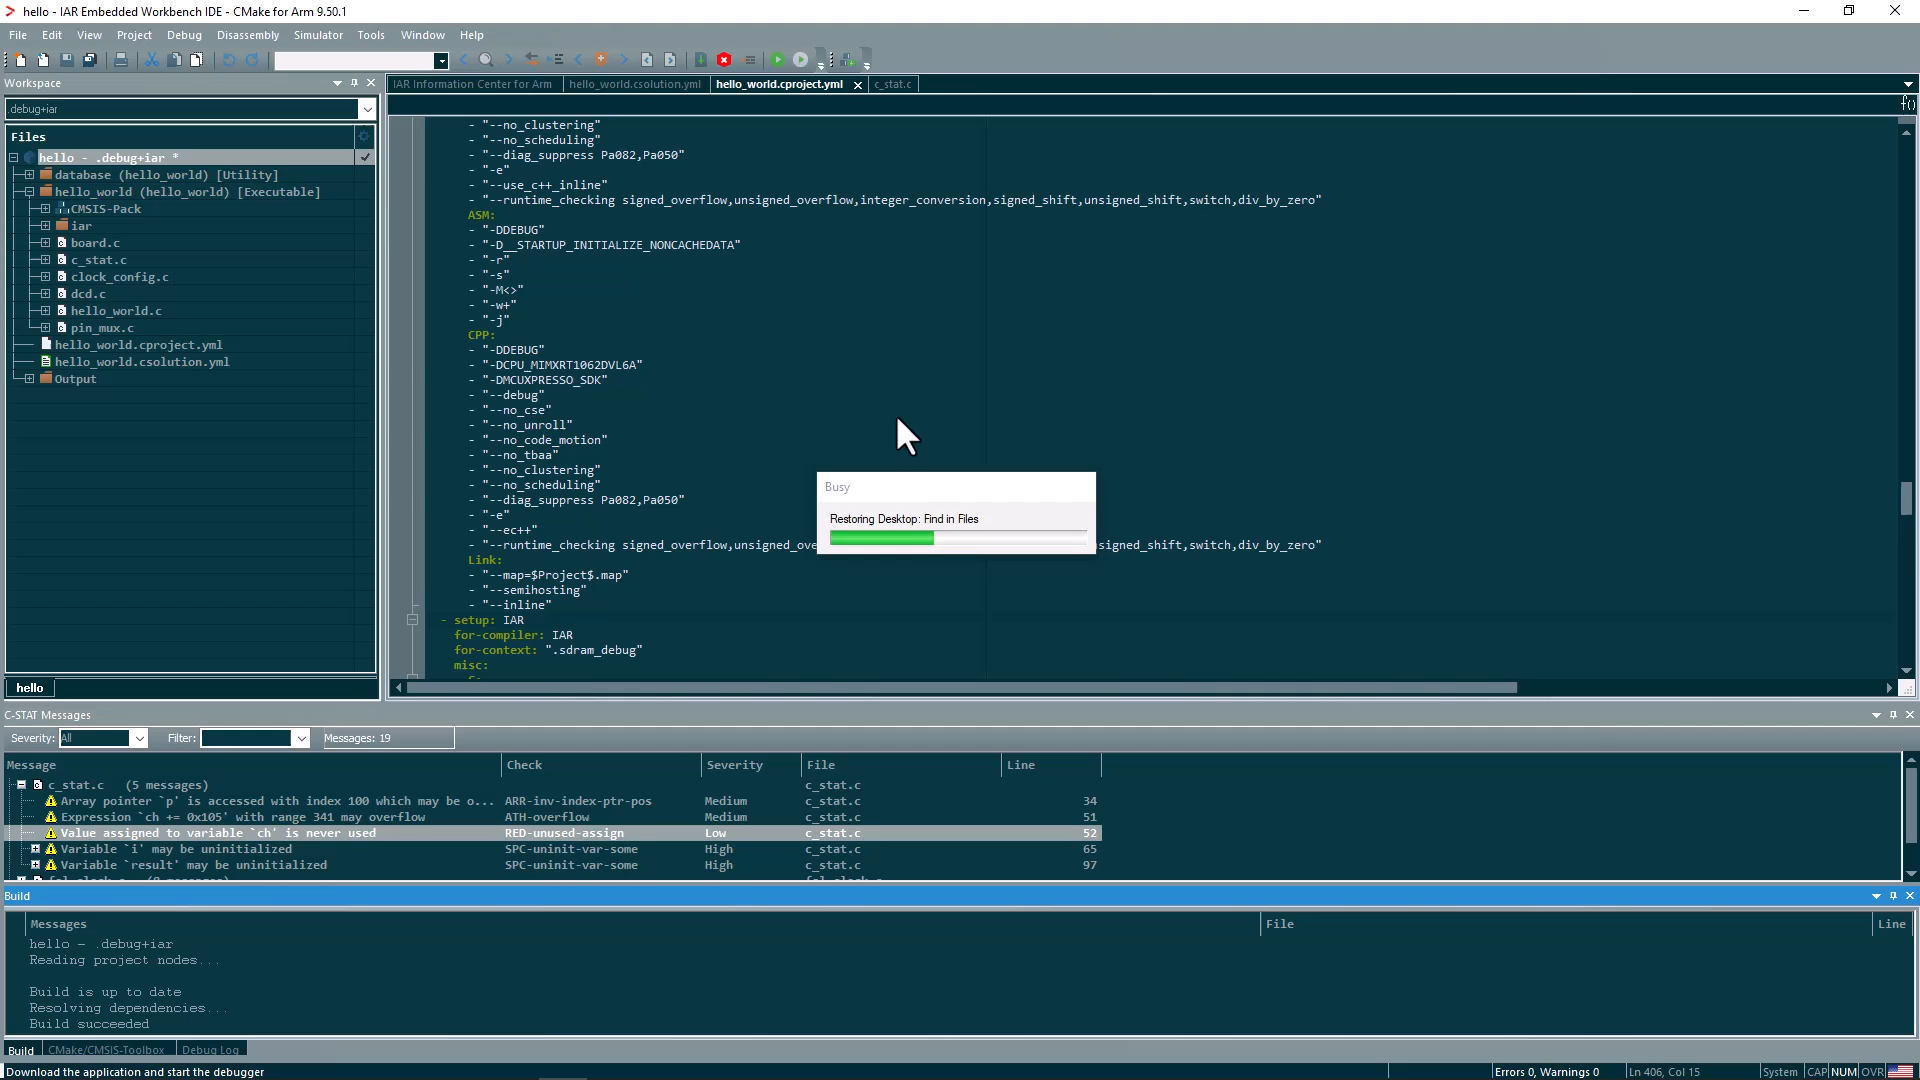 hello - IAR Embedded Workbench IDE - CMake for Arm 9.50.1
File Edit View Project Debug Disassembly Simulator Tools Window Help
Workspace
.debug+iar
Files
hello - .debug+iar *
database (hello_world) [Utility]
hello_world (hello_world) [Executable]
CMSIS-Pack
iar
board.c
c_stat.c
clock_config.c
dcd.c
hello_world.c
pin_mux.c
hello_world.cproject.yml
hello_world.csolution.yml
Output
hello
IAR Information Center for Arm hello_world.csolution.yml hello_world.cproject.yml c_stat.c
f()
- "--no_clustering"
- "--no_scheduling"
- "--diag_suppress Pa082,Pa050"
- "-e"
- "--use_c++_inline"
- "--runtime_checking signed_overflow,unsigned_overflow,integer_conversion,signed_shift,unsigned_shift,switch,div_by_zero"
ASM:
- "-DDEBUG"
- "-D__STARTUP_INITIALIZE_NONCACHEDATA"
- "-r"
- "-s"
- "-M<>"
- "-w+"
- "-j"
CPP:
- "-DDEBUG"
- "-DCPU_MIMXRT1062DVL6A"
- "-DMCUXPRESSO_SDK"
- "--debug"
- "--no_cse"
- "--no_unroll"
- "--no_code_motion"
- "--no_tbaa"
- "--no_clustering"
- "--no_scheduling"
- "--diag_suppress Pa082,Pa050"
- "-e"
- "--ec++"
- "--runtime_checking signed_overflow,unsigned_ove signed_shift,switch,div_by_zero"
Link:
- "--map=$Project$.map"
- "--semihosting"
- "--inline"
- setup: IAR
for-compiler: IAR
for-context: ".sdram_debug"
misc:
Busy
Restoring Desktop: Find in Files
C-STAT Messages
Severity: All Filter: Messages: 19
Message Check Severity File Line
c_stat.c (5 messages) c_stat.c
Array pointer `p' is accessed with index 100 which may be o... ARR-inv-index-ptr-pos Medium c_stat.c 34
Expression `ch += 0x105' with range 341 may overflow ATH-overflow Medium c_stat.c 51
Value assigned to variable `ch' is never used RED-unused-assign Low c_stat.c 52
Variable `i' may be uninitialized SPC-uninit-var-some High c_stat.c 65
Variable `result' may be uninitialized SPC-uninit-var-some High c_stat.c 97
Build
Messages File Line
hello - .debug+iar
Reading project nodes...
Build is up to date
Resolving dependencies...
Build succeeded
Build CMake/CMSIS-Toolbox Debug Log
Download the application and start the debugger Errors 0, Warnings 0 Ln 406, Col 15 System CAP NUM OVR